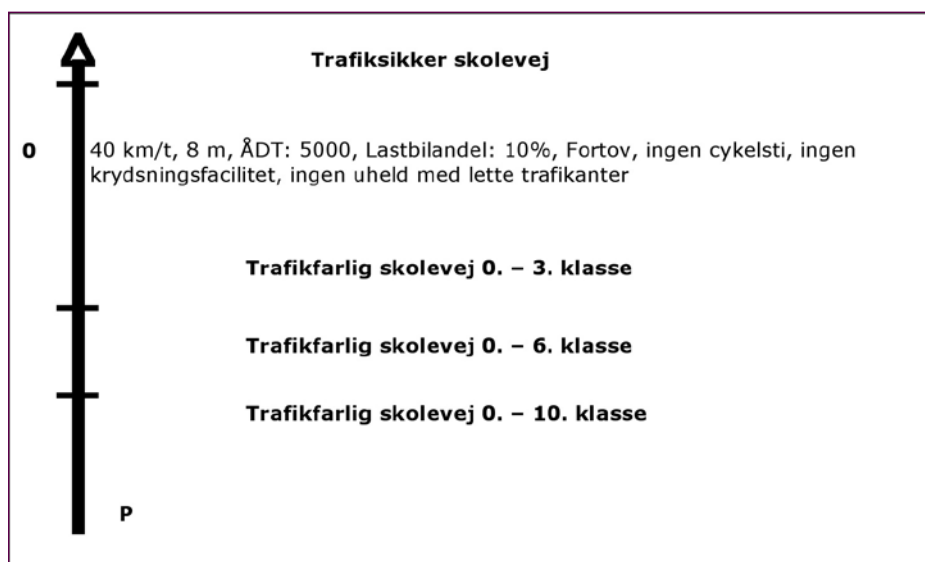 Trafiksikker skolevej
0
40 km/t, 8 m, ÅDT: 5000, Lastbilandel: 10%, Fortov, ingen cykelsti, ingen
krydsningsfacilitet, ingen uheld med lette trafikanter
Trafikfarlig skolevej 0. – 3. klasse
Trafikfarlig skolevej 0. – 6. klasse
Trafikfarlig skolevej 0. – 10. klasse
P